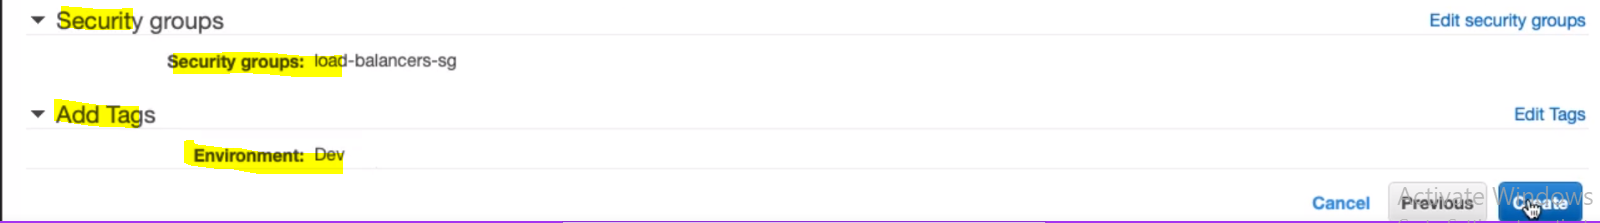 Security groups
Edit security groups
Security groups: load-balancers-sg
Add Tags
Edit Tags
Environment: Dev
Cancel
Previous
Create
Activate Windows